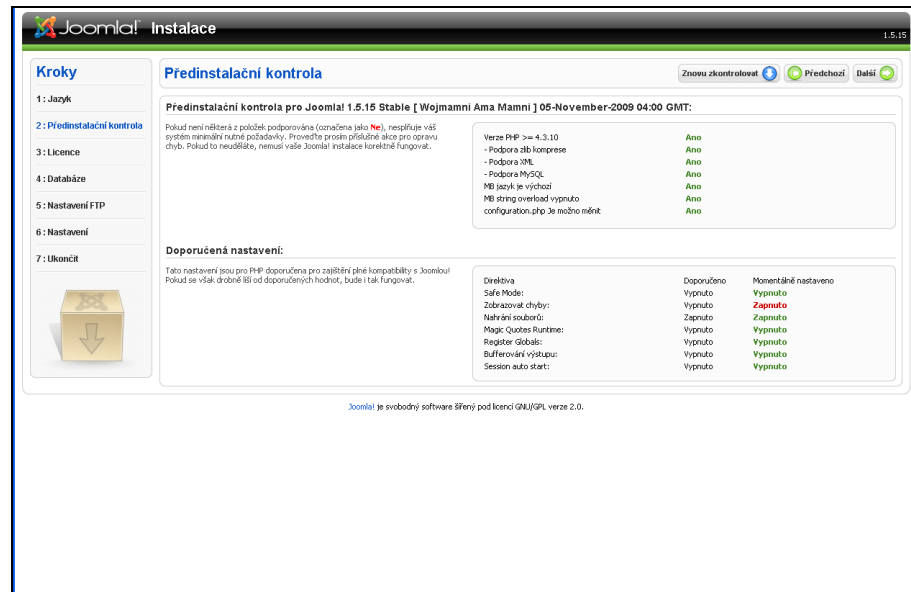 Joomla! Instalace
1.5.15
Kroky
1 : Jazyk
2 : Předinstalační kontrola
3 : Licence
4 : Databáze
5 : Nastavení FTP
6 : Nastavení
7 : Ukončit
Předinstalační kontrola
Znovu zkontrolovat
Předchozí
Další
Předinstalační kontrola pro Joomla! 1.5.15 Stable [ Wojmamni Ama Mamni ] 05-November-2009 04:00 GMT:
Pokud není některá z položek podporována (označena jako Ne), nesplňuje váš
systém minimální nutné požadavky. Proveďte prosím příslušné akce pro opravu
chyb. Pokud to neuděláte, nemusí vaše Joomla! instalace korektně fungovat.
Verze PHP >= 4.3.10 Ano
- Podpora zlib komprese Ano
- Podpora XML Ano
- Podpora MySQL Ano
MB jazyk je výchozí Ano
MB string overload vypnuto Ano
configuration.php Je možno měnit Ano
Doporučená nastavení:
Tato nastavení jsou pro PHP doporučena pro zajištění plné kompatibility s Joomlou!
Pokud se však drobně liší od doporučených hodnot, bude i tak fungovat.
Direktiva Doporučeno Momentálně nastaveno
Safe Mode: Vypnuto Vypnuto
Zobrazovat chyby: Vypnuto Zapnuto
Nahrání souborů: Zapnuto Zapnuto
Magic Quotes Runtime: Vypnuto Vypnuto
Register Globals: Vypnuto Vypnuto
Bufferování výstupu: Vypnuto Vypnuto
Session auto start: Vypnuto Vypnuto
Joomla! je svobodný software šířený pod licencí GNU/GPL verze 2.0.